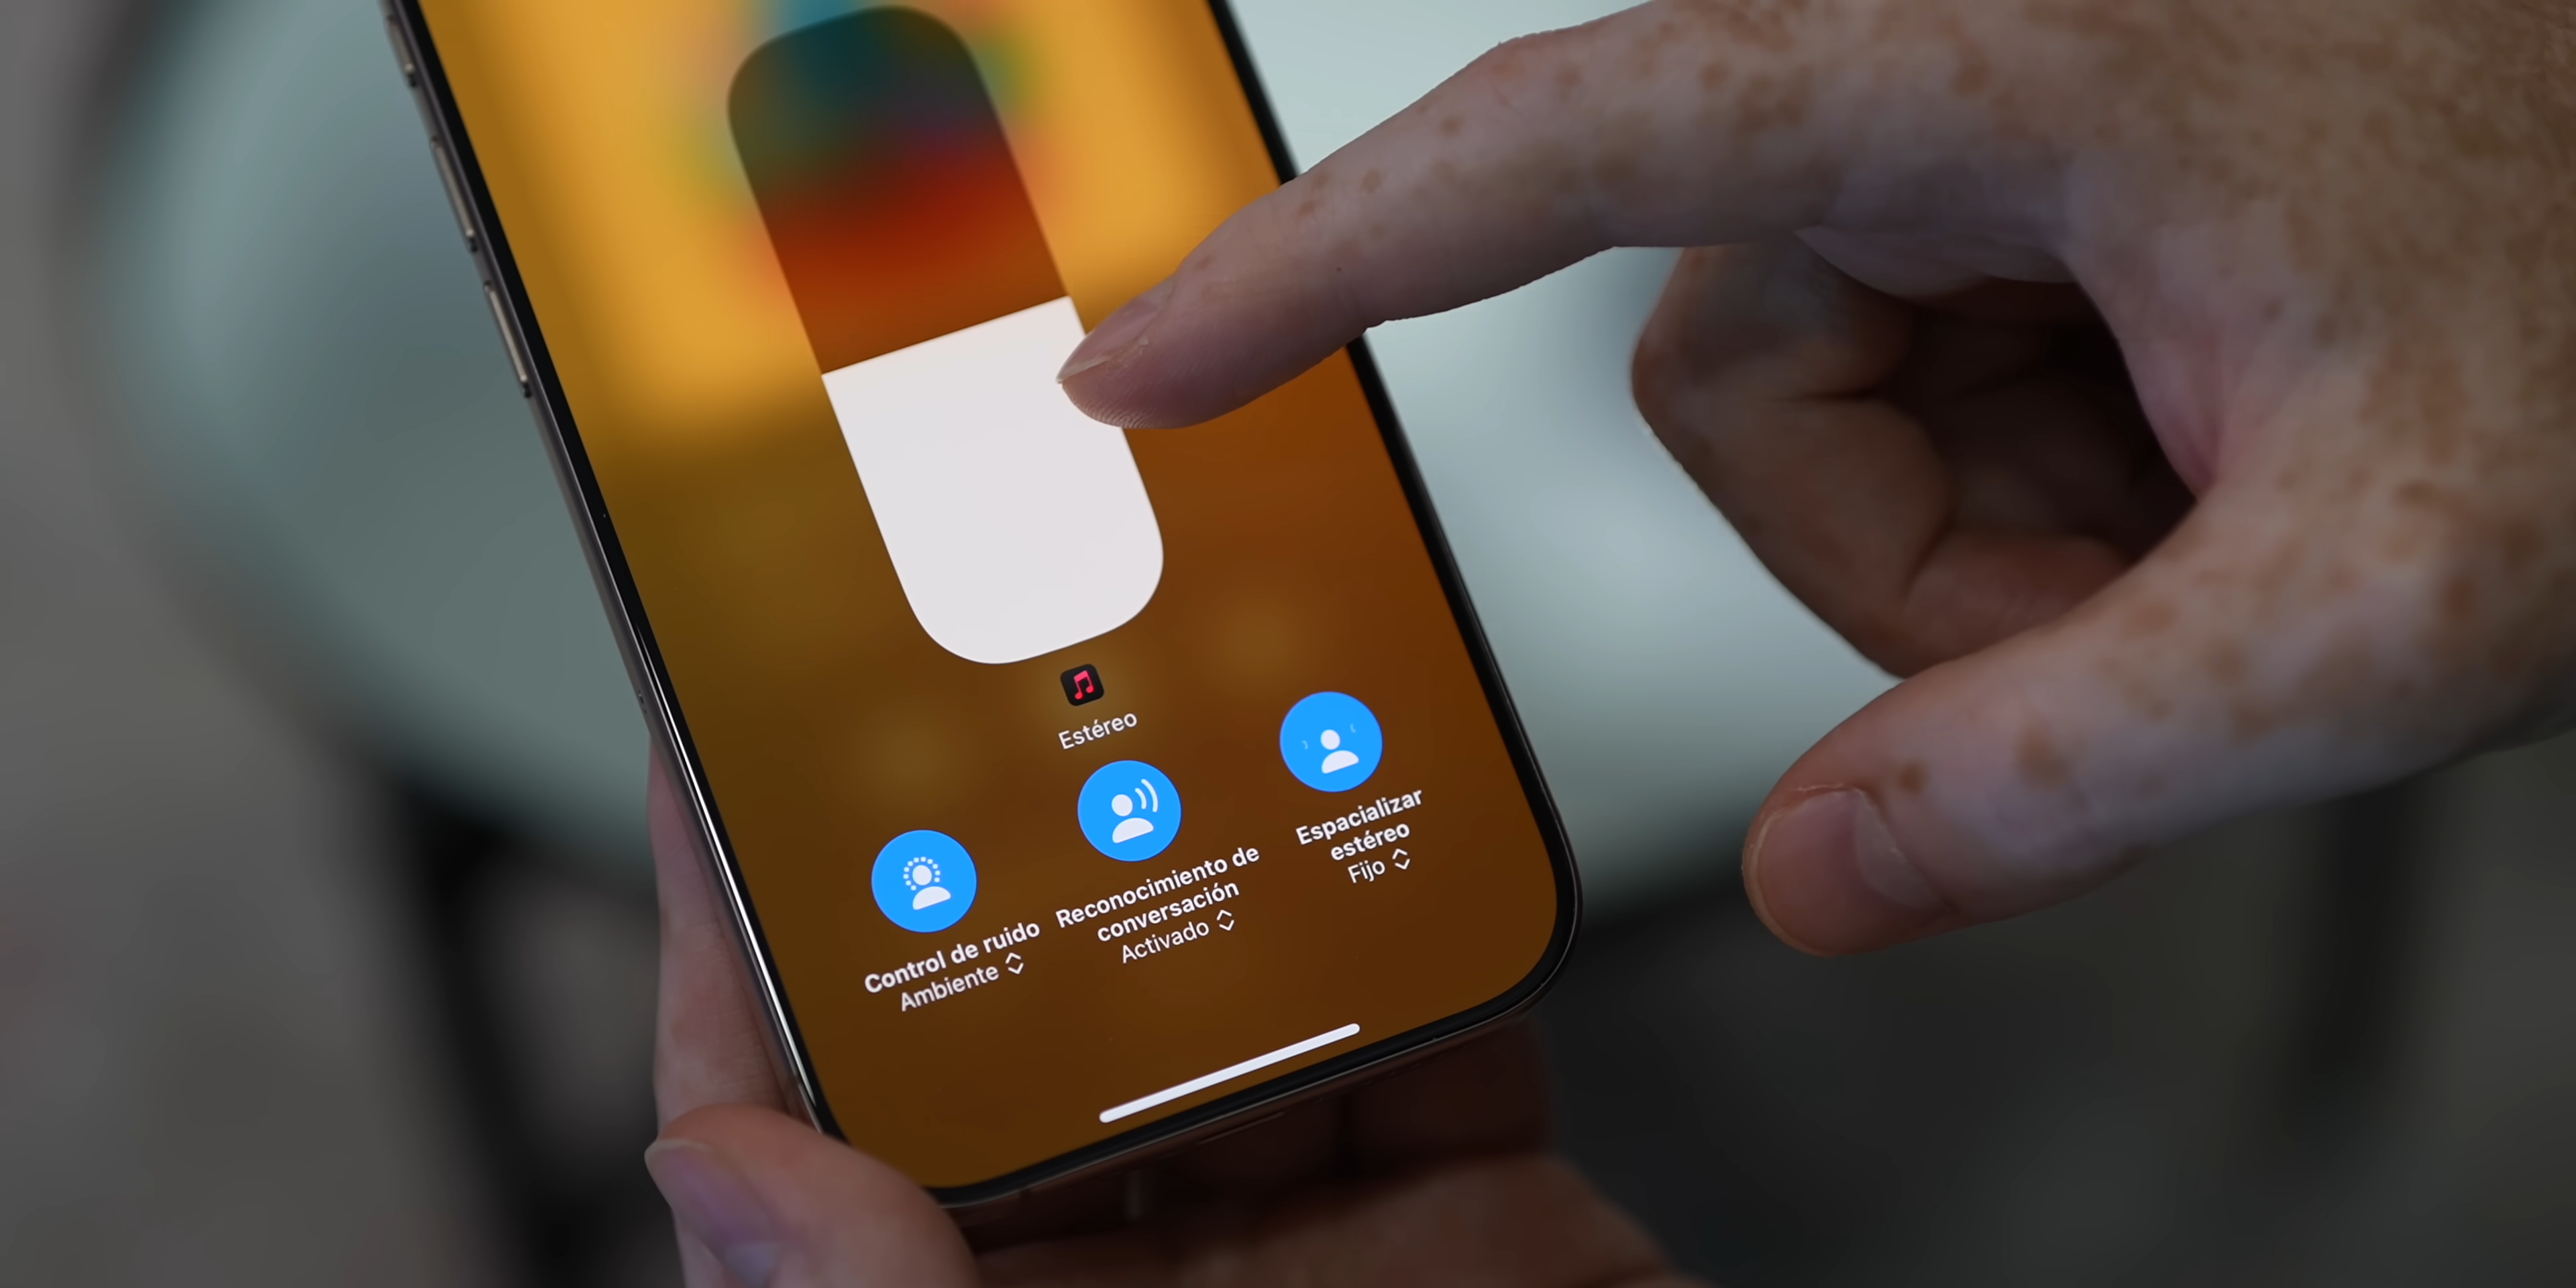 Estéreo
Control de ruido
Ambiente
Reconocimiento de
conversación
Activado
Espacializar
estéreo
Fijo